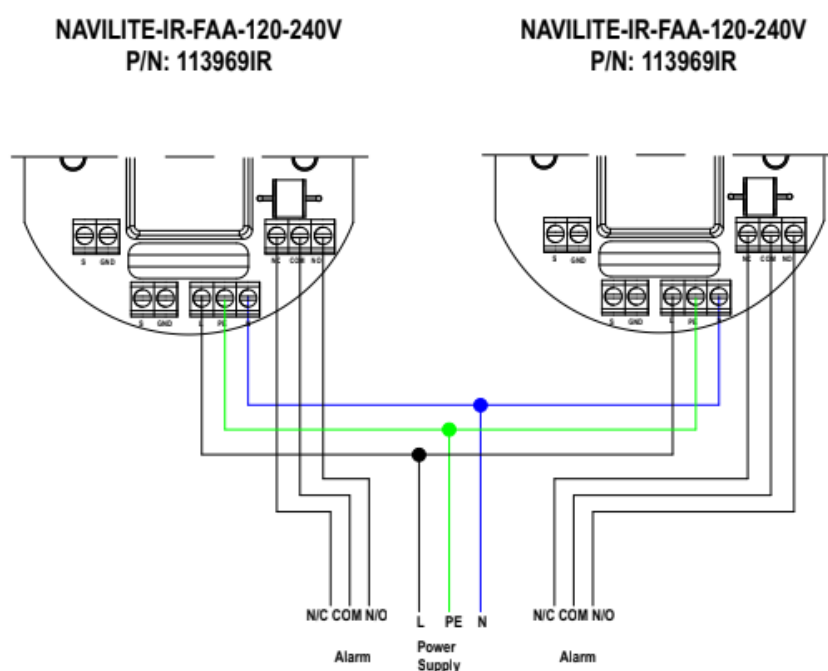 NAVILITE-IR-FAA-120-240V
P/N: 113969IR
NAVILITE-IR-FAA-120-240V
P/N: 113969IR
S GND
NC COM NO
S GND
L PE N
S GND
NC COM NO
S GND
L PE N
N/C COM N/O
Alarm
L PE N
Power
Supply
N/C COM N/O
Alarm